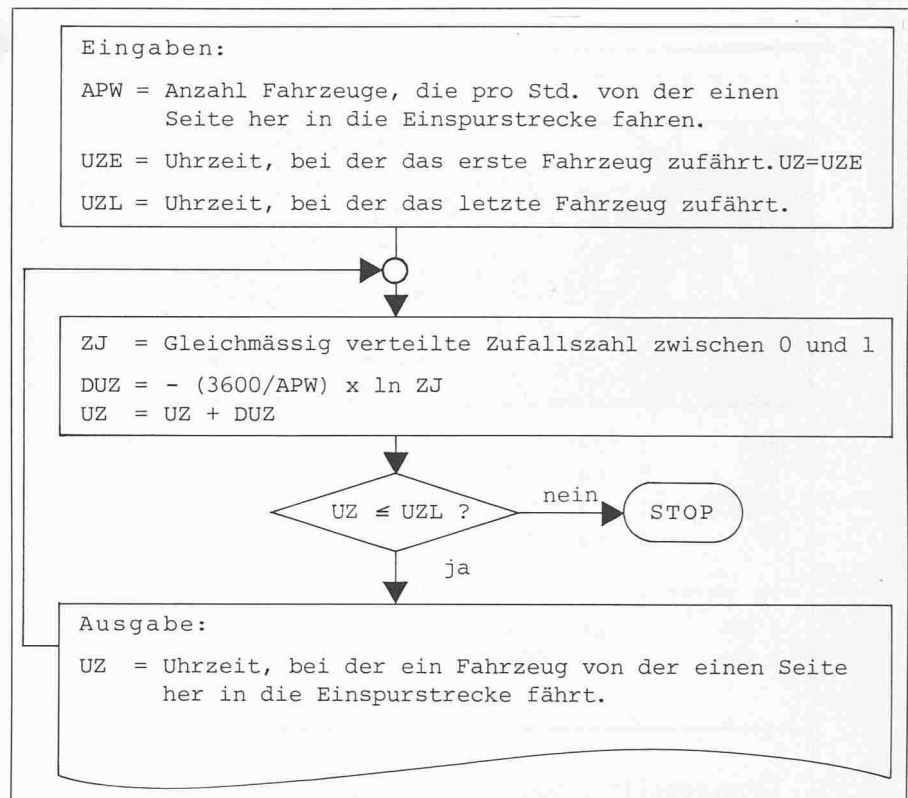 Eingaben:
APW = Anzahl Fahrzeuge, die pro Std. von der einen
Seite her in die Einspurstrecke fahren.
UZE = Uhrzeit, bei der das erste Fahrzeug zufährt.UZ=UZE
UZL = Uhrzeit, bei der das letzte Fahrzeug zufährt.
ZJ = Gleichmässig verteilte Zufallszahl zwischen 0 und 1
DUZ = - (3600/APW) x ln ZJ
UZ = UZ + DUZ
UZ ≦ UZL ?
nein
STOP
ja
Ausgabe:
UZ = Uhrzeit, bei der ein Fahrzeug von der einen Seite
her in die Einspurstrecke fährt.